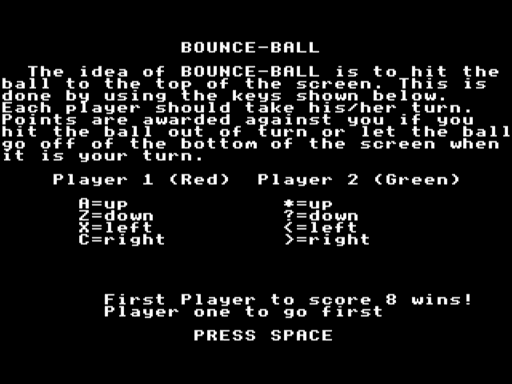 BOUNCE-BALL
The idea of BOUNCE-BALL is to hit the
ball to the top of the screen. This is
done by using the keys shown below.
Each player should take his/her turn.
Points are awarded against you if you
hit the ball out of turn or let the ball
go off of the bottom of the screen when
it is your turn.
Player 1 (Red) Player 2 (Green)
A=up *=up
Z=down ?=down
X=left <=left
C=right >=right
First Player to score 8 wins!
Player one to go first
PRESS SPACE